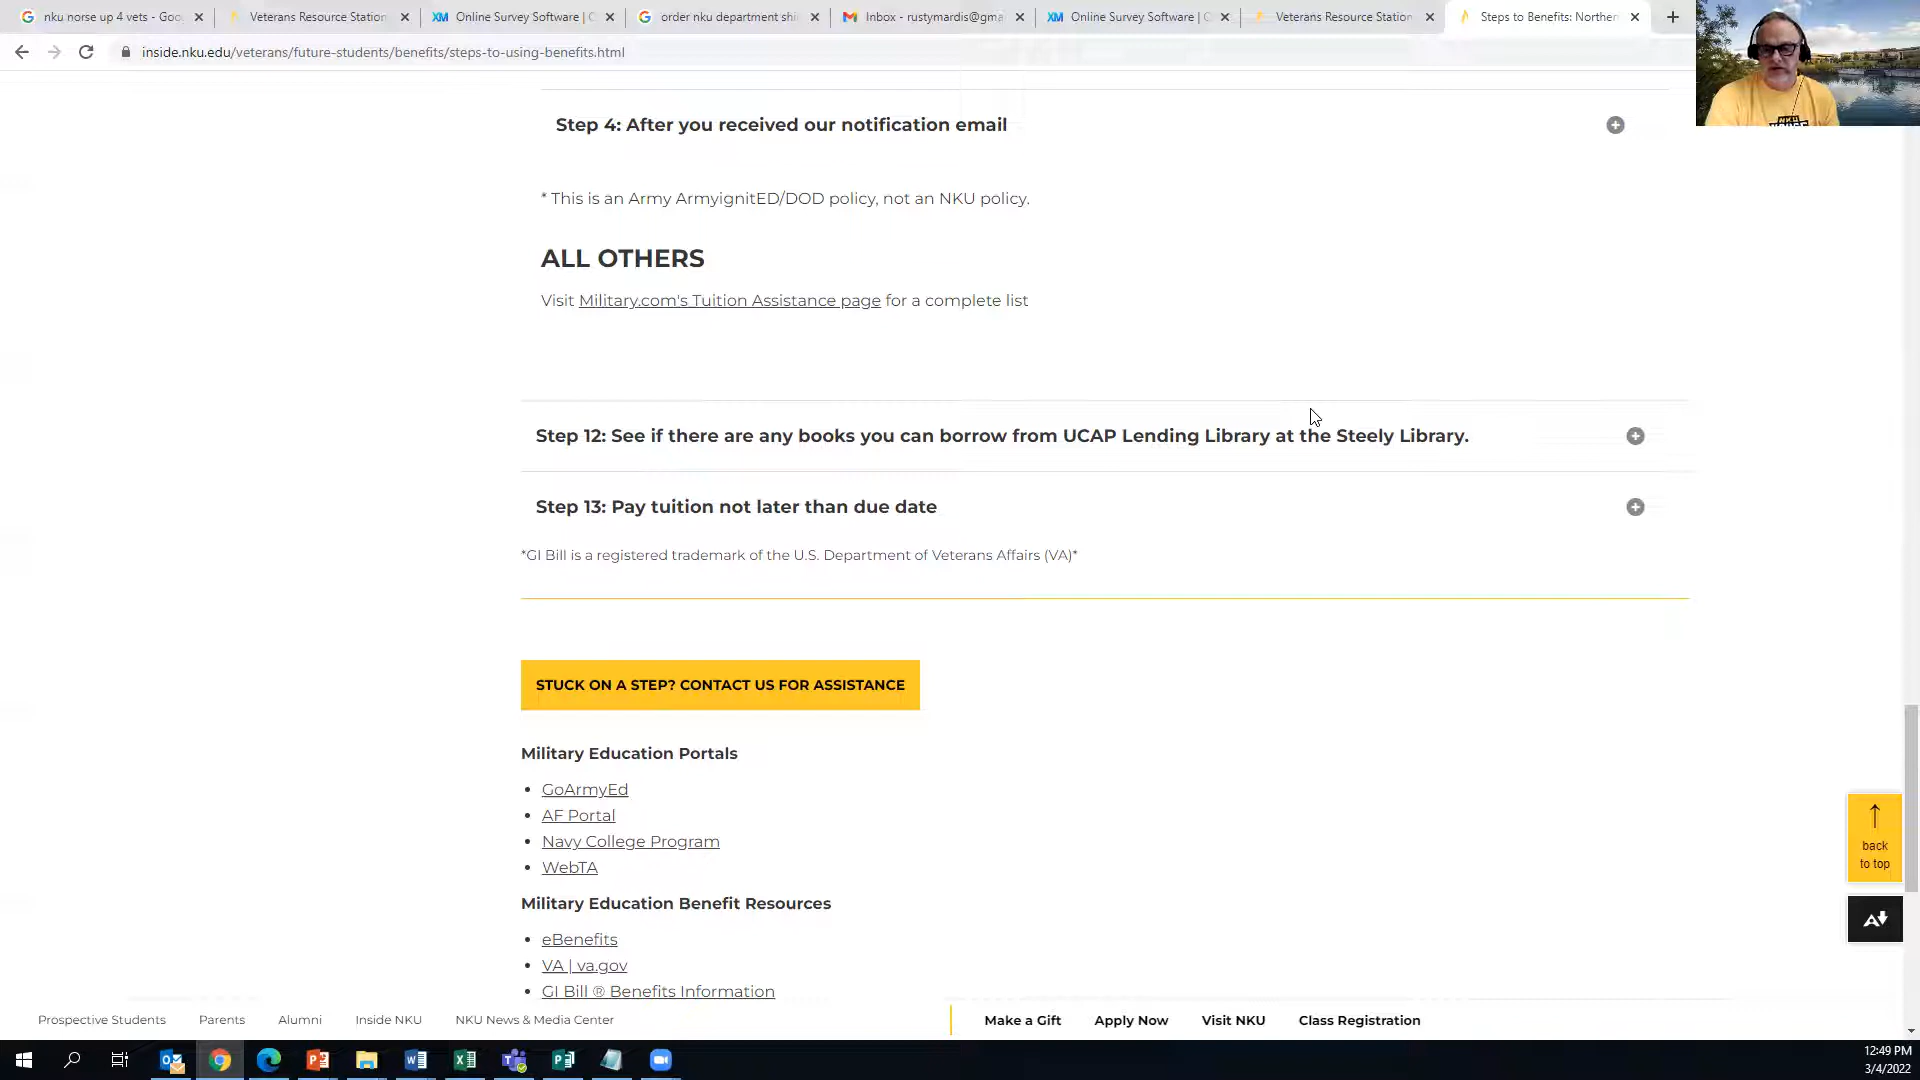 nku norse up 4 vets - Goo
Veterans Resource Station
Online Survey Software | 
order nku department shi
Inbox - rustymardis@gma
Online Survey Software | 
Veterans Resource Station
Steps to Benefits: Northern
inside.nku.edu/veterans/future-students/benefits/steps-to-using-benefits.html
Step 4: After you received our notification email
* This is an Army ArmyignitED/DOD policy, not an NKU policy.
ALL OTHERS
Visit Military.com's Tuition Assistance page for a complete list
Step 12: See if there are any books you can borrow from UCAP Lending Library at the Steely Library.
Step 13: Pay tuition not later than due date
*GI Bill is a registered trademark of the U.S. Department of Veterans Affairs (VA)*
STUCK ON A STEP? CONTACT US FOR ASSISTANCE
Military Education Portals
• GoArmyEd
• AF Portal
• Navy College Program
• WebTA
Military Education Benefit Resources
• eBenefits
• VA | va.gov
• GI Bill ® Benefits Information
back
to top
Prospective Students
Parents
Alumni
Inside NKU
NKU News & Media Center
Make a Gift
Apply Now
Visit NKU
Class Registration
12:49 PM
3/4/2022